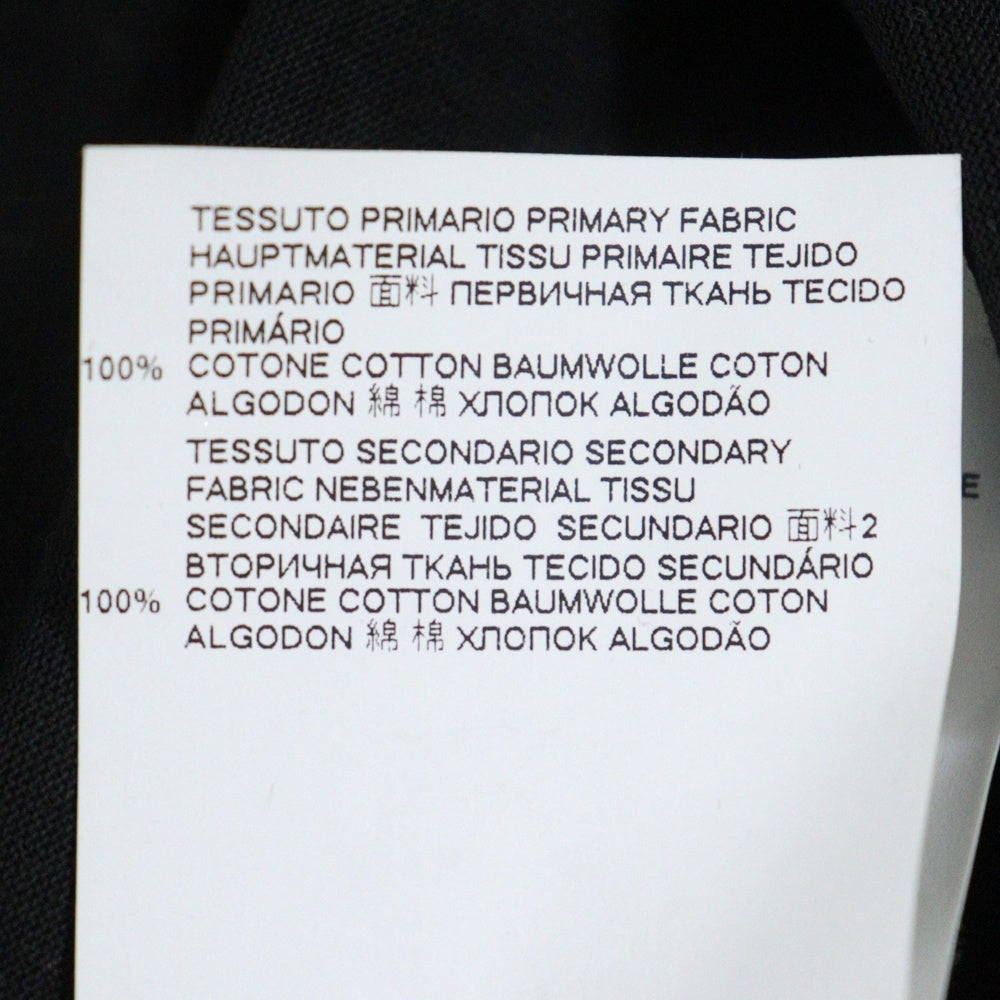 TESSUTO PRIMARIO PRIMARY FABRIC
HAUPTMATERIAL TISSU PRIMAIRE TEJIDO
PRIMARIO 面料 ПЕРВИЧНАЯ ТКАНЬ TECIDO
PRIMÁRIO
100% COTONE COTTON BAUMWOLLE COTON
ALGODON 綿 棉 ХЛОПОК ALGODÃO
TESSUTO SECONDARIO SECONDARY
FABRIC NEBENMATERIAL TISSU
SECONDAIRE TEJIDO SECUNDARIO 面料2
ВТОРИЧНАЯ ТКАНЬ TECIDO SECUNDÁRIO
100% COTONE COTTON BAUMWOLLE COTON
ALGODON 綿 棉 ХЛОПОК ALGODÃO